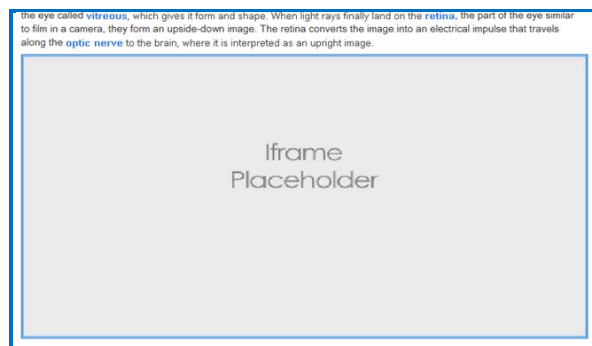 the eye called vitreous, which gives it form and shape. When light rays finally land on the retina, the part of the eye similar
to film in a camera, they form an upside-down image. The retina converts the image into an electrical impulse that travels
along the optic nerve to the brain, where it is interpreted as an upright image.
Iframe
Placeholder